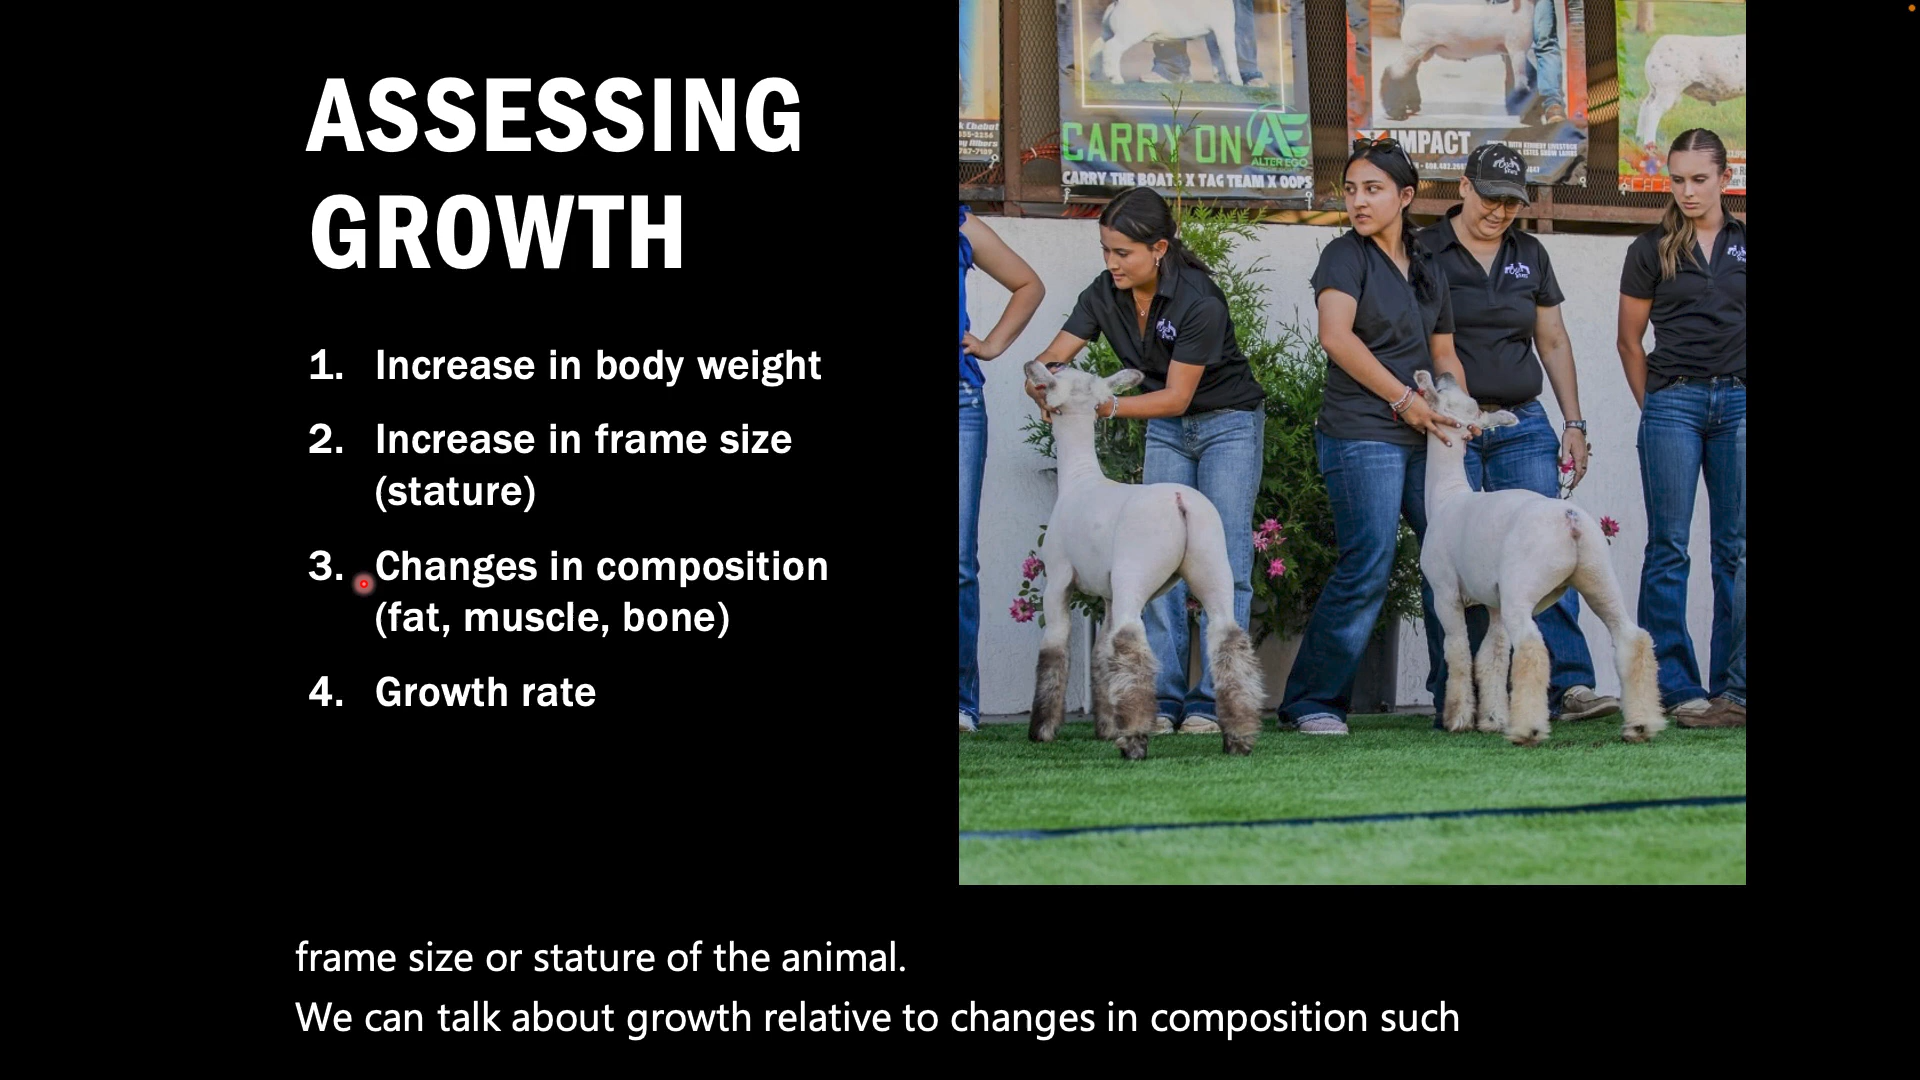 ASSESSING
GROWTH
1. Increase in body weight
2. Increase in frame size
(stature)
3. Changes in composition
(fat, muscle, bone)
4. Growth rate
CARRY ON
AE
ALTER EGO
CARRY THE BOATS X TAG TEAM X OOPS
IMPACT
frame size or stature of the animal.
We can talk about growth relative to changes in composition such